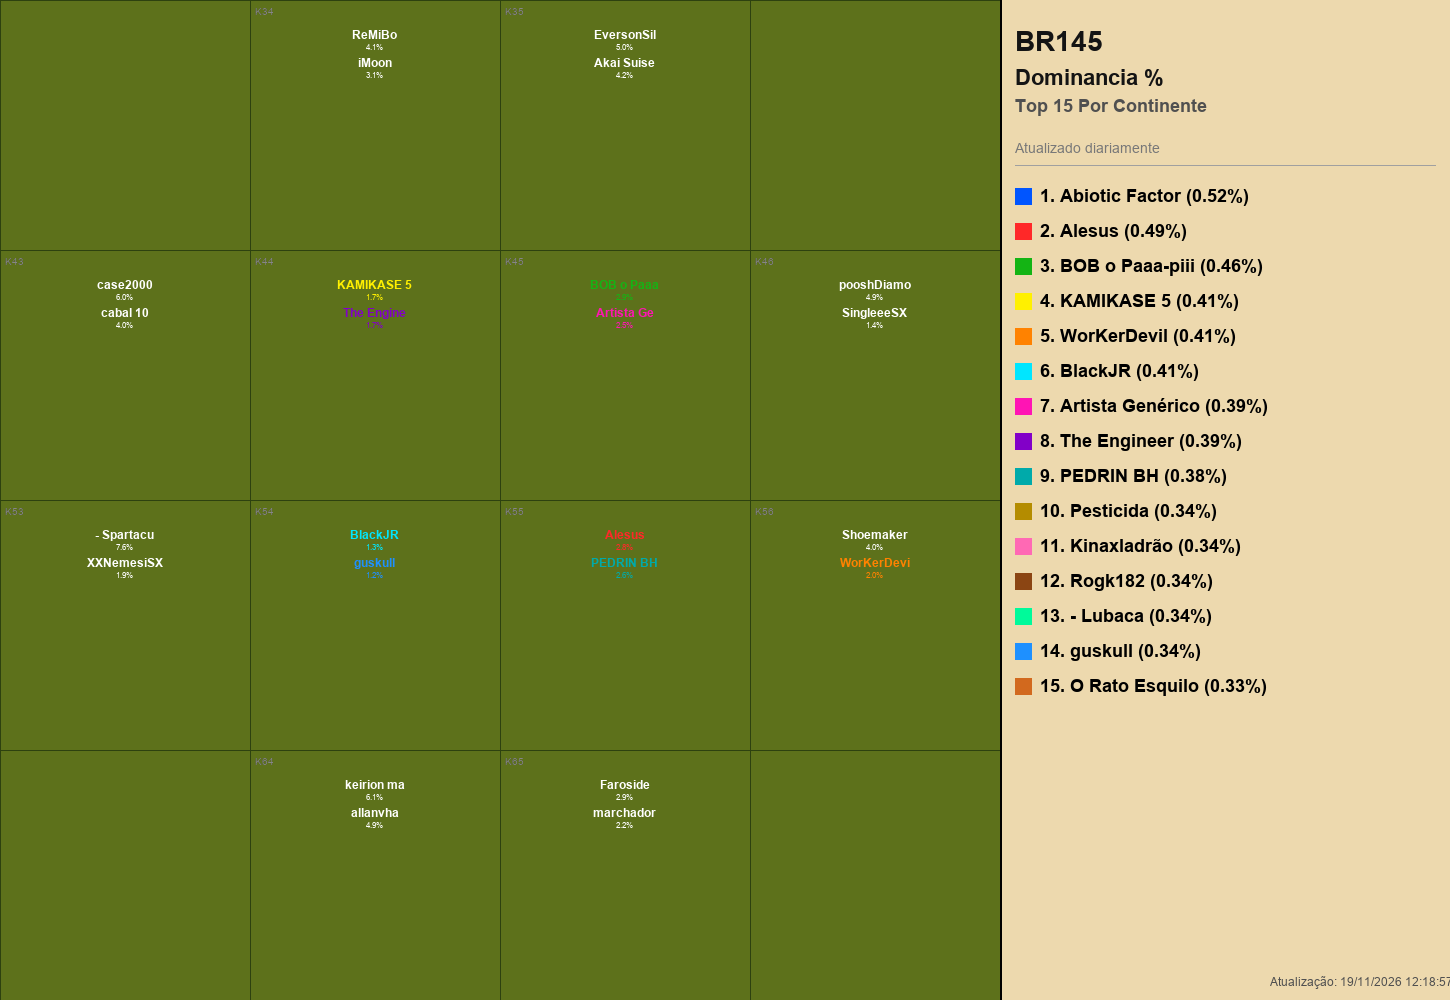 K34
ReMiBo
4.1%
iMoon
3.1%
K35
EversonSil
5.0%
Akai Suise
4.2%
K43
case2000
6.0%
cabal 10
4.0%
K44
KAMIKASE 5
1.7%
The Engine
1.7%
K45
BOB o Paaa
Artista Ge
K46
pooshDiamo
4.9%
SingleeeSX
1.4%
K53
- Spartacu
7.6%
XXNemesiSX
1.9%
K54
BlackJR
1.3%
guskull
1.2%
K55
Alesus
PEDRIN BH
K56
Shoemaker
4.0%
WorKerDevi
2.0%
K64
keirion ma
6.1%
allanvha
4.9%
K65
Faroside
2.9%
marchador
2.2%
BR145
Dominancia %
Top 15 Por Continente
Atualizado diariamente
1. Abiotic Factor (0.52%)
2. Alesus (0.49%)
3. BOB o Paaa-piii (0.46%)
4. KAMIKASE 5 (0.41%)
5. WorKerDevil (0.41%)
6. BlackJR (0.41%)
7. Artista Genérico (0.39%)
8. The Engineer (0.39%)
9. PEDRIN BH (0.38%)
10. Pesticida (0.34%)
11. Kinaxladrão (0.34%)
12. Rogk182 (0.34%)
13. - Lubaca (0.34%)
14. guskull (0.34%)
15. O Rato Esquilo (0.33%)
Atualização: 19/11/2026 12:18:57